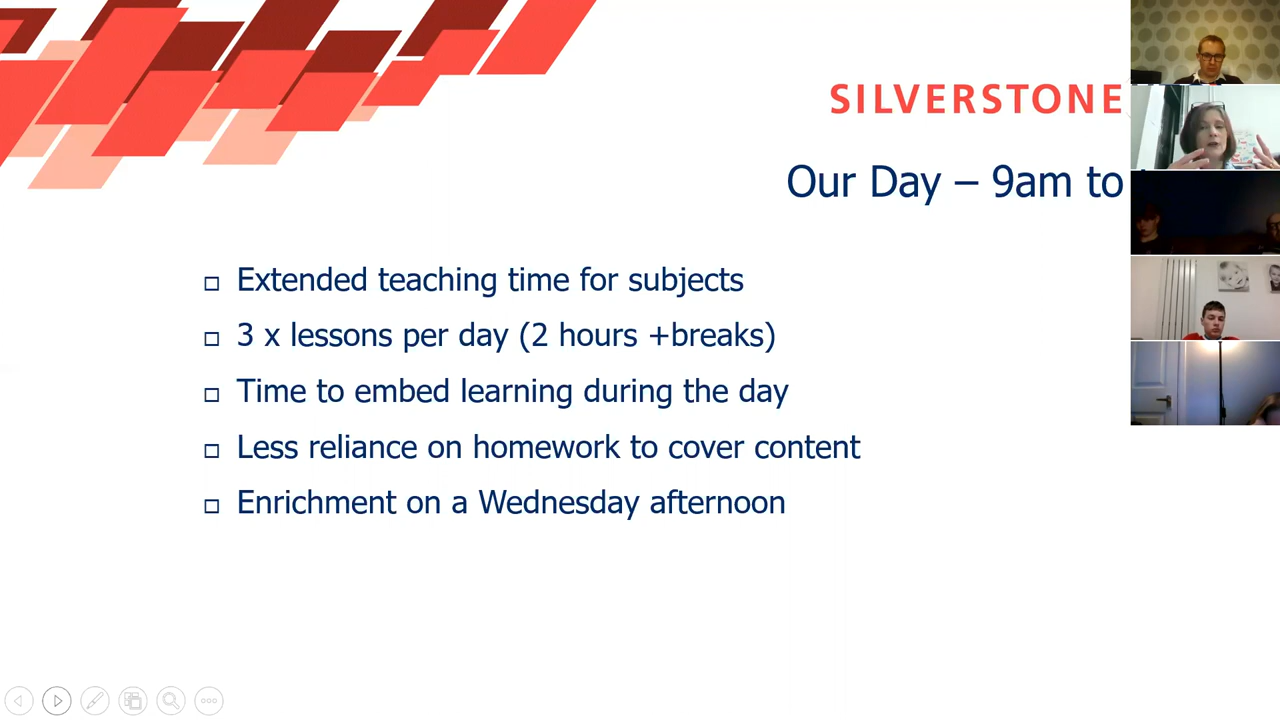 SILVERSTONE
Our Day – 9am to
Extended teaching time for subjects
3 x lessons per day (2 hours +breaks)
Time to embed learning during the day
Less reliance on homework to cover content
Enrichment on a Wednesday afternoon